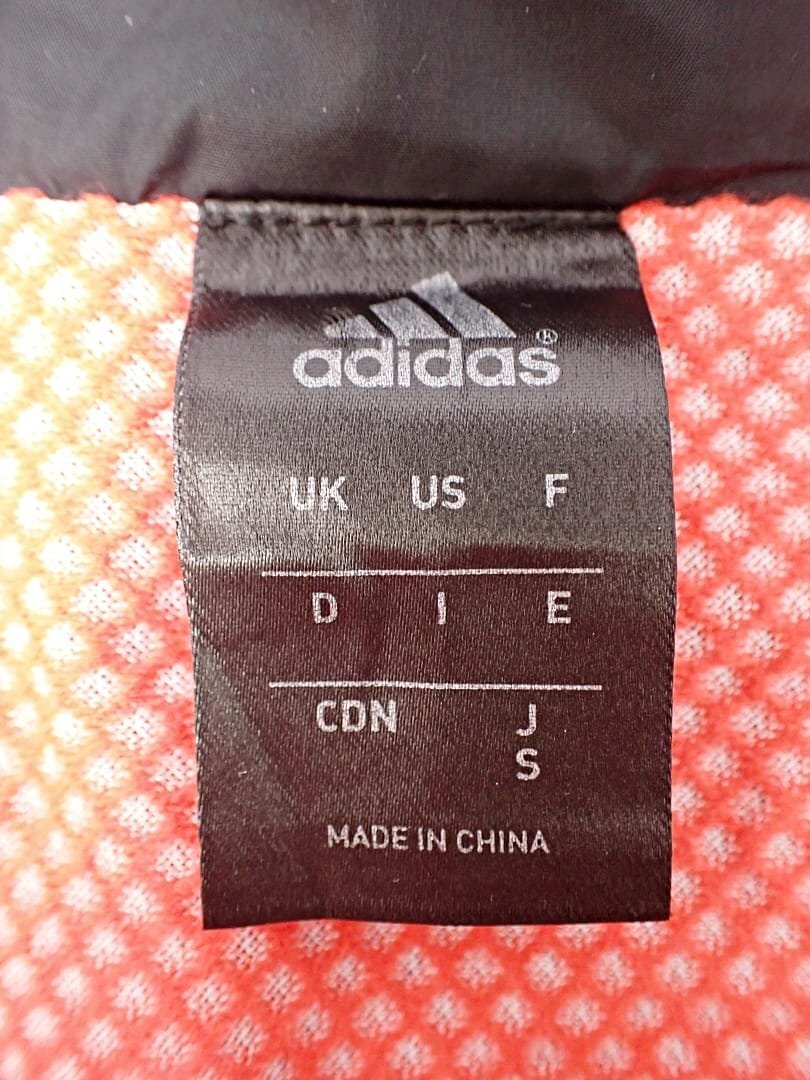 adidas®
UK US F
D I E
CDN J
S
MADE IN CHINA